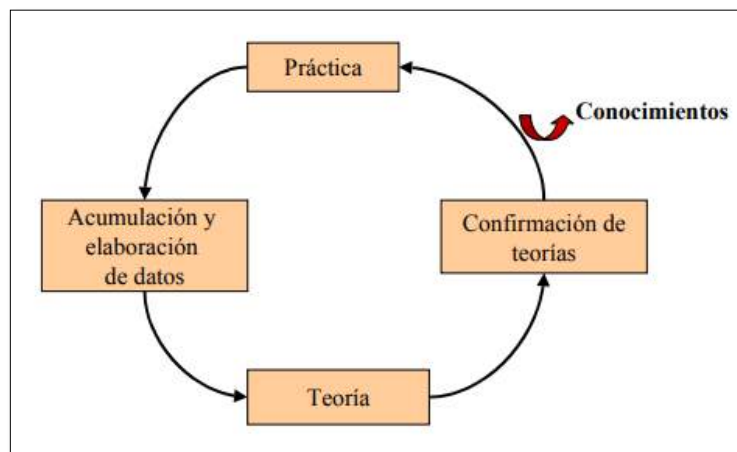 Práctica
Conocimientos
Acumulación y
elaboración
de datos
Confirmación de
teorías
Teoría